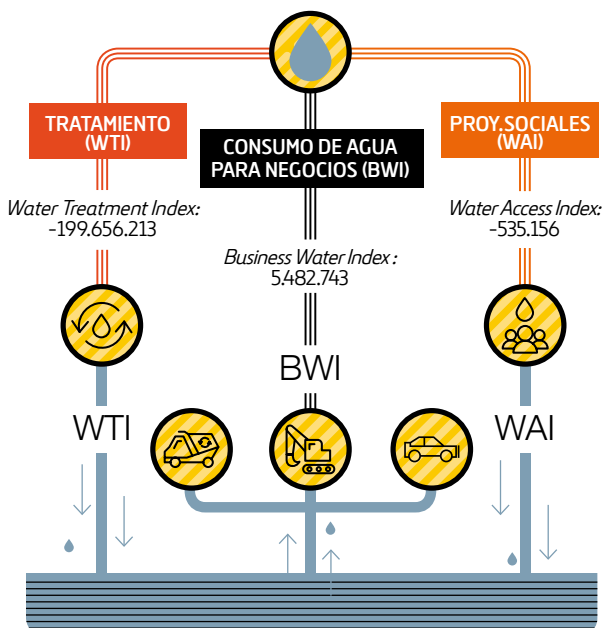 TRATAMIENTO
(WTI)
Water Treatment Index:
-199.656.213
WTI
CONSUMO DE AGUA
PARA NEGOCIOS (BWI)
Business Water Index :
5.482.743
BWI
PROY.SOCIALES
(WAI)
Water Access Index:
-535.156
WAI